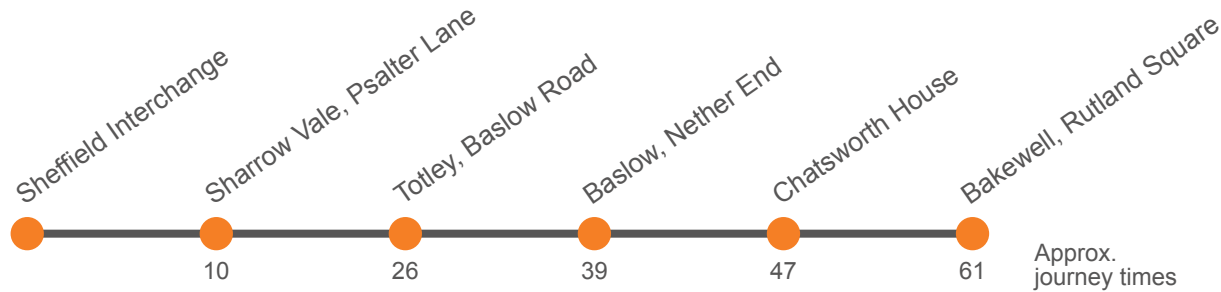 Sheffield Interchange
Sharrow Vale, Psalter Lane
Totley, Baslow Road
Baslow, Nether End
Chatsworth House
Bakewell, Rutland Square
10
26
39
47
61
Approx.
journey times